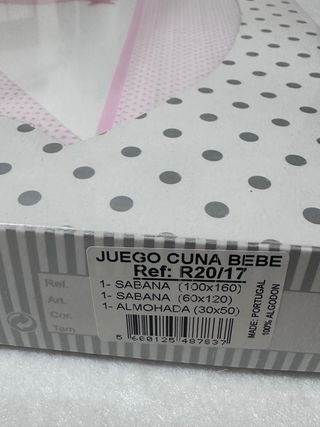 JUEGO CUNA BEBE
Ref: R20/17
1- SABANA (100x160)
1- SABANA (60x120)
1- ALMOHADA (30x50)
5 600125 487637
MADE: PORTUGAL
100% ALGODON
Ref.
Art.
Cor.
Tam.